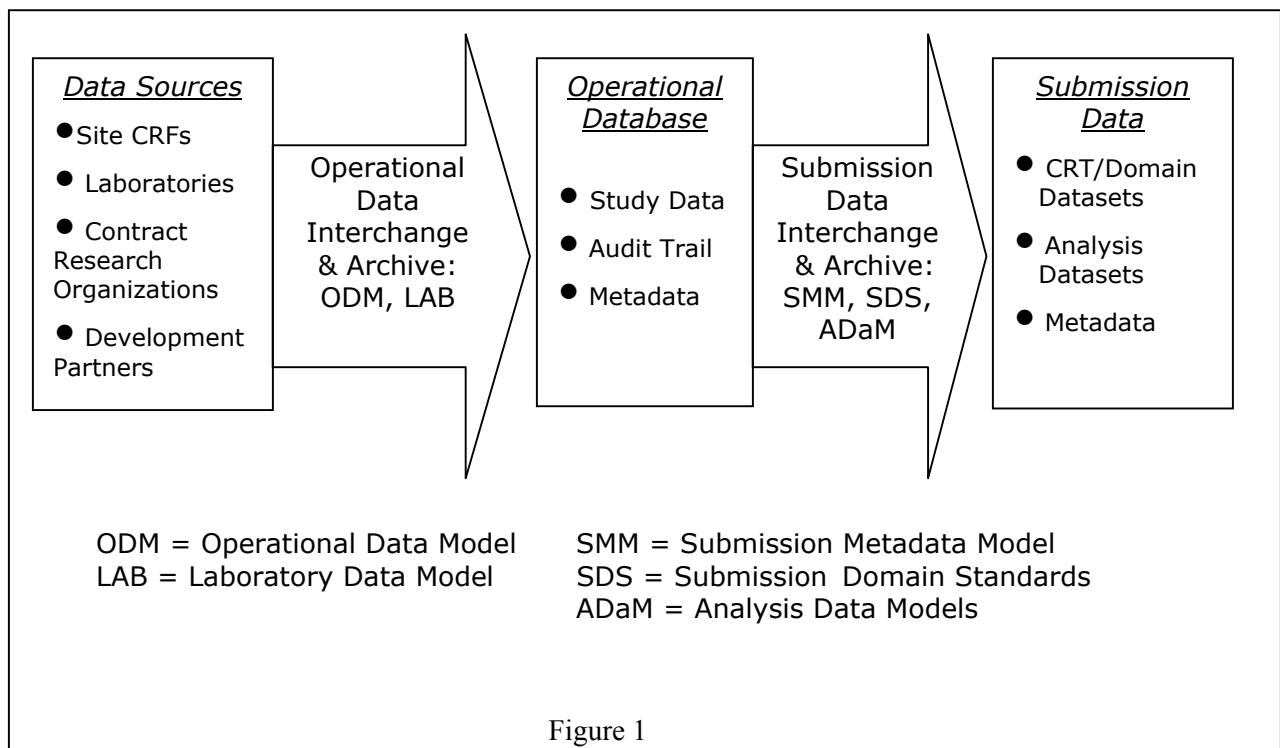 Data Sources
● Site CRFs
● Laboratories
● Contract
Research
Organizations
● Development
Partners
Operational
Data
Interchange
& Archive:
ODM, LAB
Operational
Database
● Study Data
● Audit Trail
● Metadata
Submission
Data
Interchange
& Archive:
SMM, SDS,
ADaM
Submission
Data
● CRT/Domain
Datasets
● Analysis
Datasets
● Metadata
ODM = Operational Data Model
LAB = Laboratory Data Model
SMM = Submission Metadata Model
SDS = Submission Domain Standards
ADaM = Analysis Data Models
Figure 1